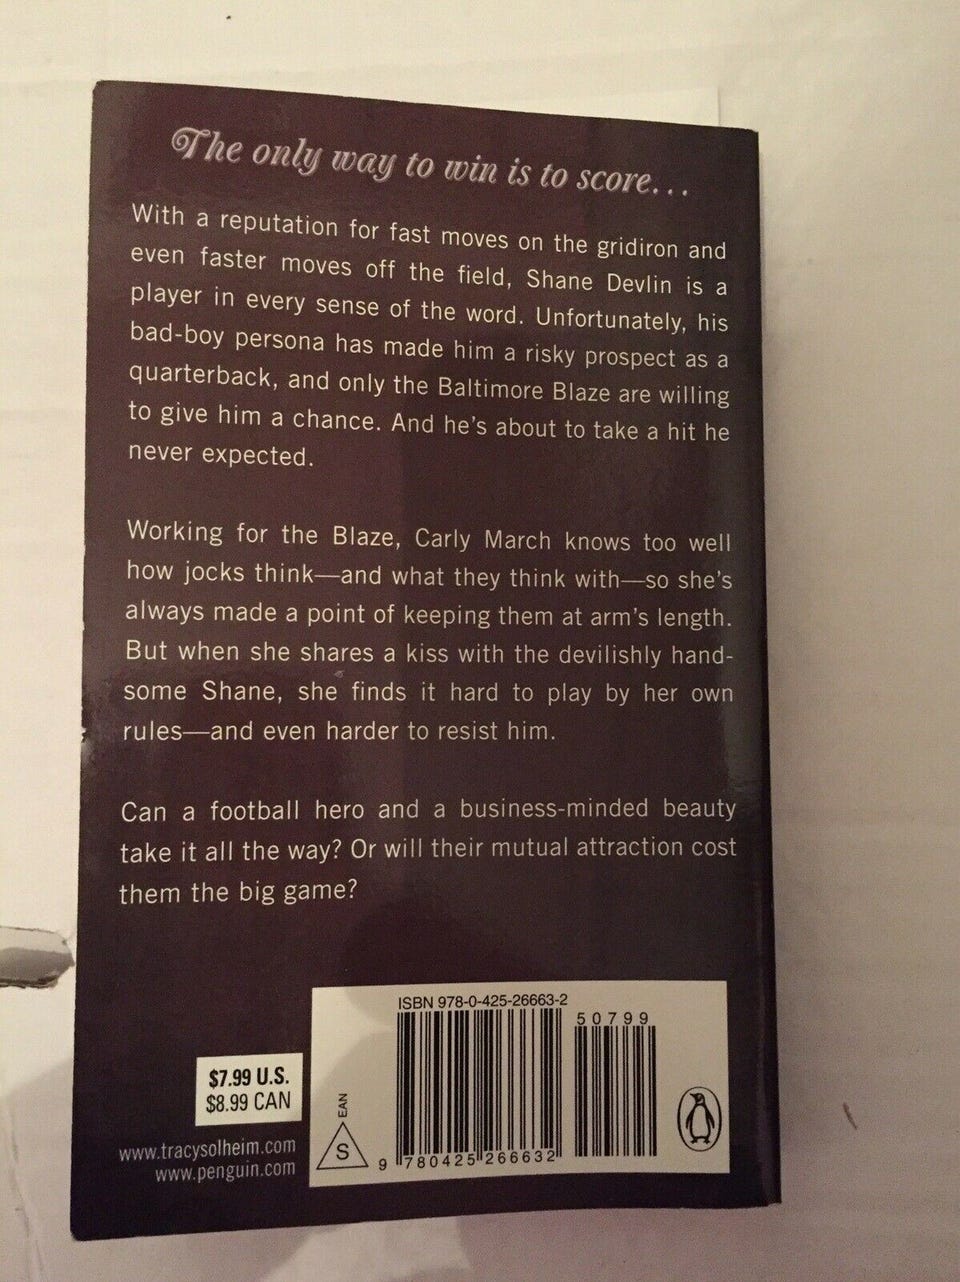 The only way to win is to score...
With a reputation for fast moves on the gridiron and
even faster moves off the field, Shane Devlin is a
player in every sense of the word. Unfortunately, his
bad-boy persona has made him a risky prospect as a
quarterback, and only the Baltimore Blaze are willing
to give him a chance. And he's about to take a hit he
never expected.
Working for the Blaze, Carly March knows too well
how jocks think—and what they think with—so she's
always made a point of keeping them at arm's length.
But when she shares a kiss with the devilishly hand-
some Shane, she finds it hard to play by her own
rules—and even harder to resist him.
Can a football hero and a business-minded beauty
take it all the way? Or will their mutual attraction cost
them the big game?
ISBN 978-0-425-26663-2
50799
$7.99 U.S.
$8.99 CAN
EAN
S
9 780425 266632
www.tracysolheim.com
www.penguin.com